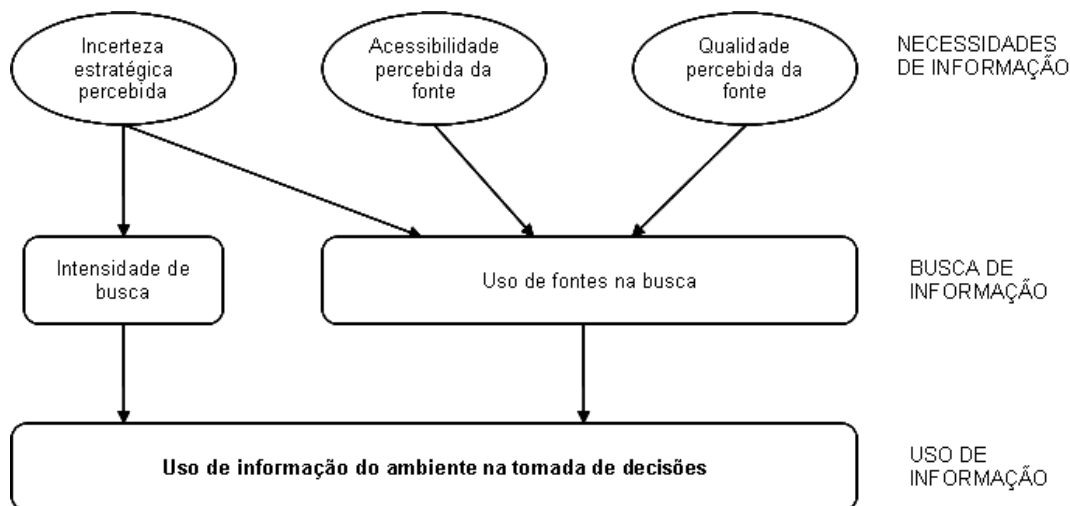 Incerteza
estratégica
percebida
Acessibilidade
percebida da
fonte
Qualidade
percebida da
fonte
NECESSIDADES
DE INFORMAÇÃO
Intensidade de
busca
Uso de fontes na busca
BUSCA DE
INFORMAÇÃO
Uso de informação do ambiente na tomada de decisões
USO DE
INFORMAÇÃO